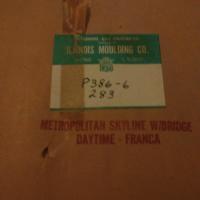 ILLINOIS MOULDING CO.
P386-6
283
METROPOLITAN SKYLINE W/BRIDGE
DAYTIME - FRANCA